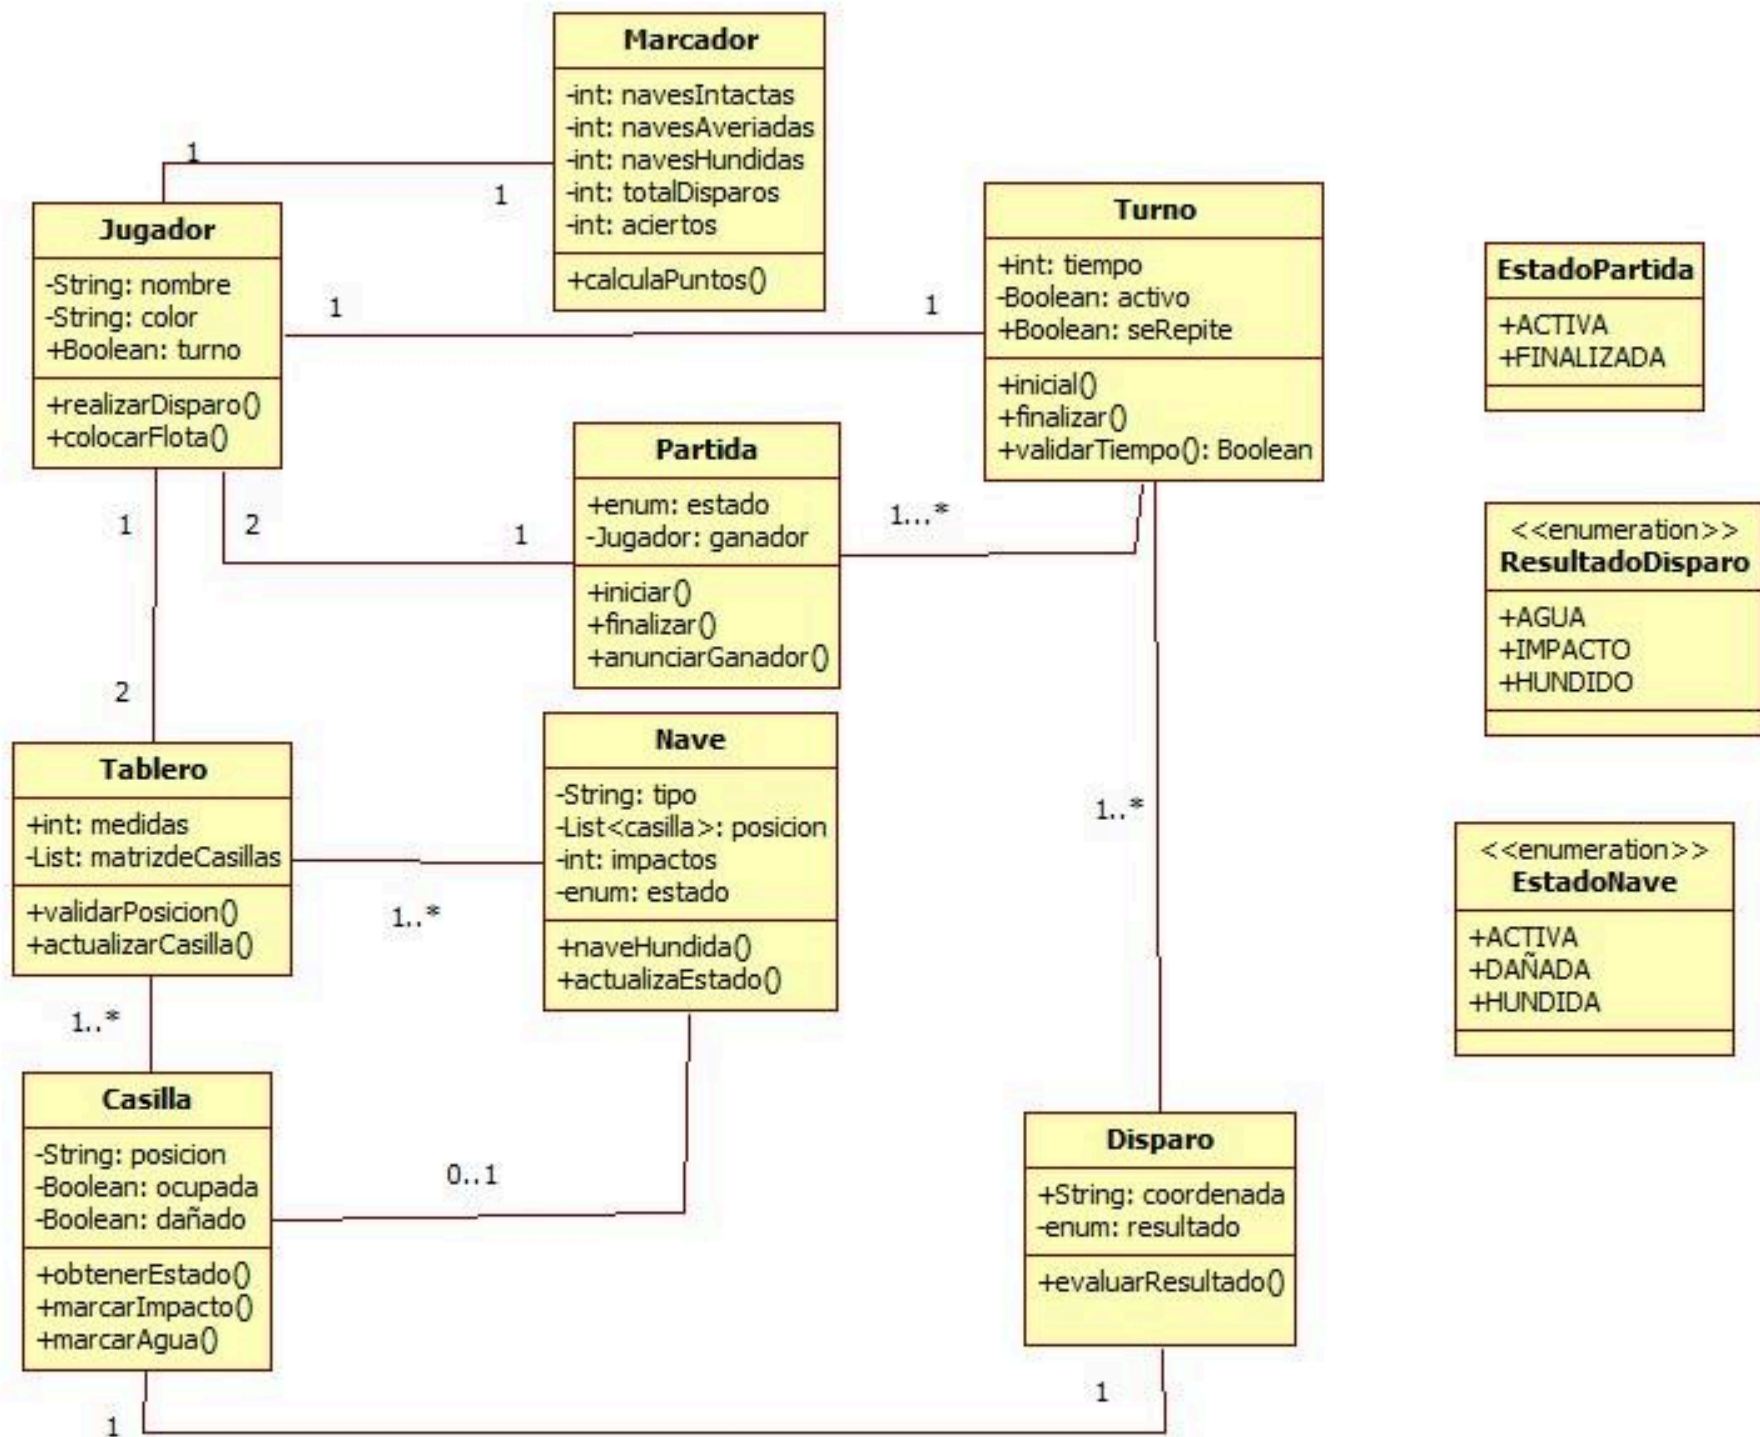 Marcador
-int: navesIntactas
-int: navesAveriadas
-int: navesHundidas
-int: totalDisparos
-int: aciertos
+calculaPuntos()
1
1
Jugador
-String: nombre
-String: color
+Boolean: turno
+realizarDisparo()
+colocarFlota()
1
1
Turno
+int: tiempo
-Boolean: activo
+Boolean: seRepite
+inicial()
+finalizar()
+validarTiempo(): Boolean
EstadoPartida
+ACTIVA
+FINALIZADA
Partida
+enum: estado
-Jugador: ganador
+iniciar()
+finalizar()
+anunciarGanador()
1
2
1
1...*
2
<<enumeration>>
ResultadoDisparo
+AGUA
+IMPACTO
+HUNDIDO
Tablero
+int: medidas
-List: matrizdeCasillas
+validarPosicion()
+actualizarCasilla()
Nave
-String: tipo
-List<casilla>: posicion
-int: impactos
-enum: estado
+naveHundida()
+actualizaEstado()
1..*
1..*
<<enumeration>>
EstadoNave
+ACTIVA
+DAÑADA
+HUNDIDA
1..*
Casilla
-String: posicion
-Boolean: ocupada
-Boolean: dañado
+obtenerEstado()
+marcarImpacto()
+marcarAgua()
0..1
Disparo
+String: coordenada
-enum: resultado
+evaluarResultado()
1
1